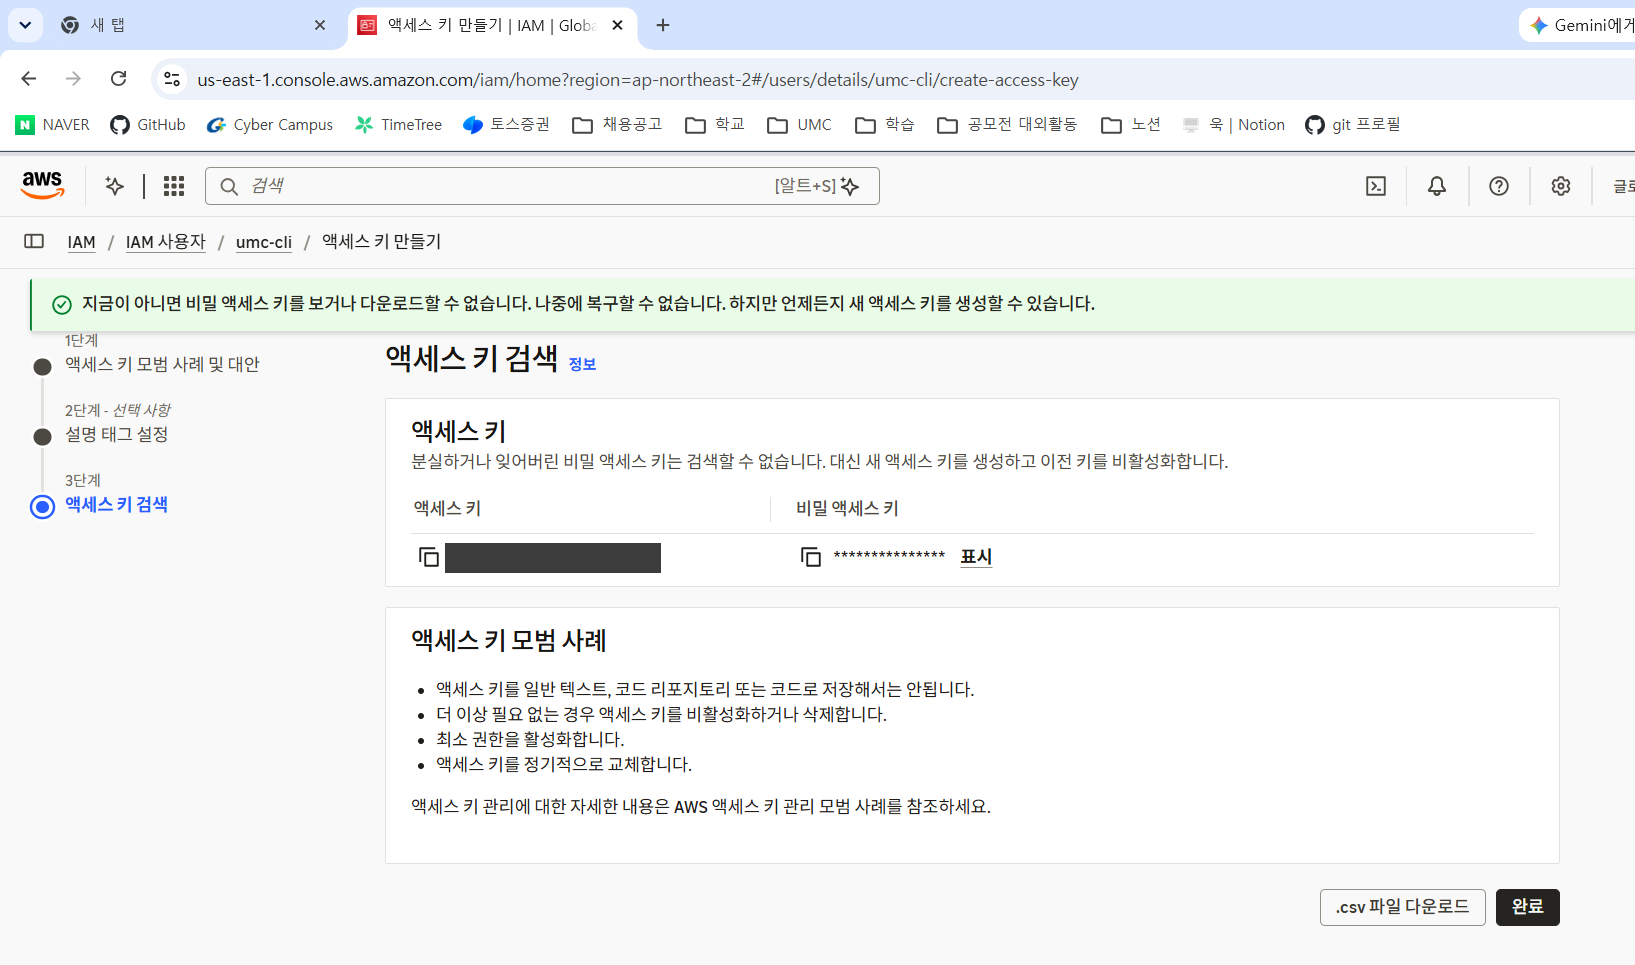 새 탭
액세스 키 만들기 | IAM | Globa
Gemini에게
us-east-1.console.aws.amazon.com/iam/home?region=ap-northeast-2#/users/details/umc-cli/create-access-key
NAVER
GitHub
Cyber Campus
TimeTree
토스증권
채용공고
학교
UMC
학습
공모전 대외활동
노션
욱 | Notion
git 프로필
aws
검색
[알트+S]
글로
IAM / IAM 사용자 / umc-cli / 액세스 키 만들기
지금이 아니면 비밀 액세스 키를 보거나 다운로드할 수 없습니다. 나중에 복구할 수 없습니다. 하지만 언제든지 새 액세스 키를 생성할 수 있습니다.
1단계
액세스 키 모범 사례 및 대안
2단계 - 선택 사항
설명 태그 설정
3단계
액세스 키 검색
액세스 키 검색 정보
액세스 키
분실하거나 잊어버린 비밀 액세스 키는 검색할 수 없습니다. 대신 새 액세스 키를 생성하고 이전 키를 비활성화합니다.
액세스 키
비밀 액세스 키
*************** 표시
액세스 키 모범 사례
• 액세스 키를 일반 텍스트, 코드 리포지토리 또는 코드로 저장해서는 안됩니다.
• 더 이상 필요 없는 경우 액세스 키를 비활성화하거나 삭제합니다.
• 최소 권한을 활성화합니다.
• 액세스 키를 정기적으로 교체합니다.
액세스 키 관리에 대한 자세한 내용은 AWS 액세스 키 관리 모범 사례를 참조하세요.
.csv 파일 다운로드
완료